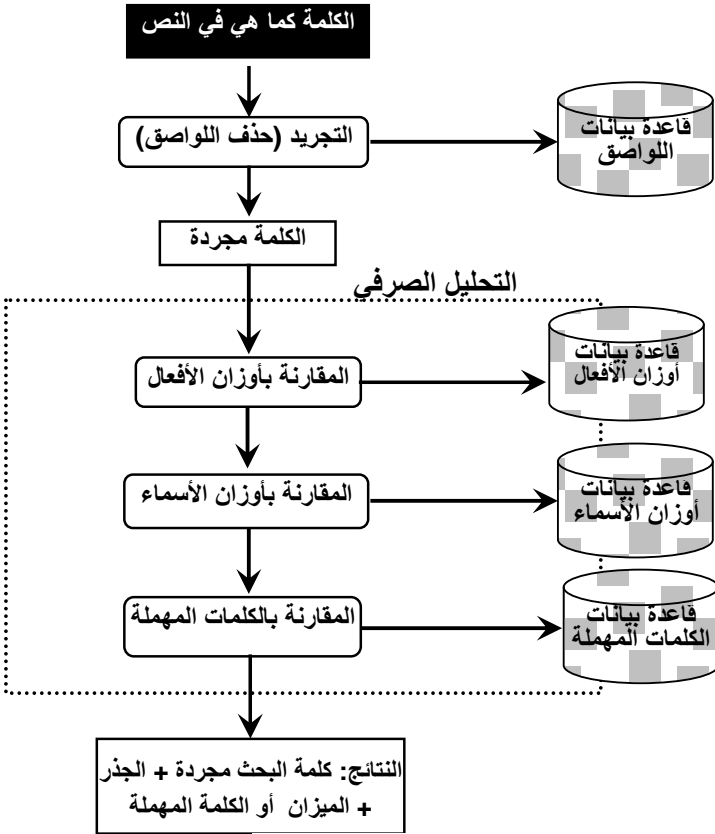 الكلمة كما هي في النص
التجريد (حذف اللواصق)
قاعدة بيانات
اللواصق
الكلمة مجردة
التحليل الصرفي
المقارنة بأوزان الأفعال
قاعدة بيانات
أوزان الأفعال
المقارنة بأوزان الأسماء
قاعدة بيانات
أوزان الأسماء
المقارنة بالكلمات المهملة
قاعدة بيانات
الكلمات المهملة
النتائج: كلمة البحث مجردة + الجذر
+ الميزان أو الكلمة المهملة